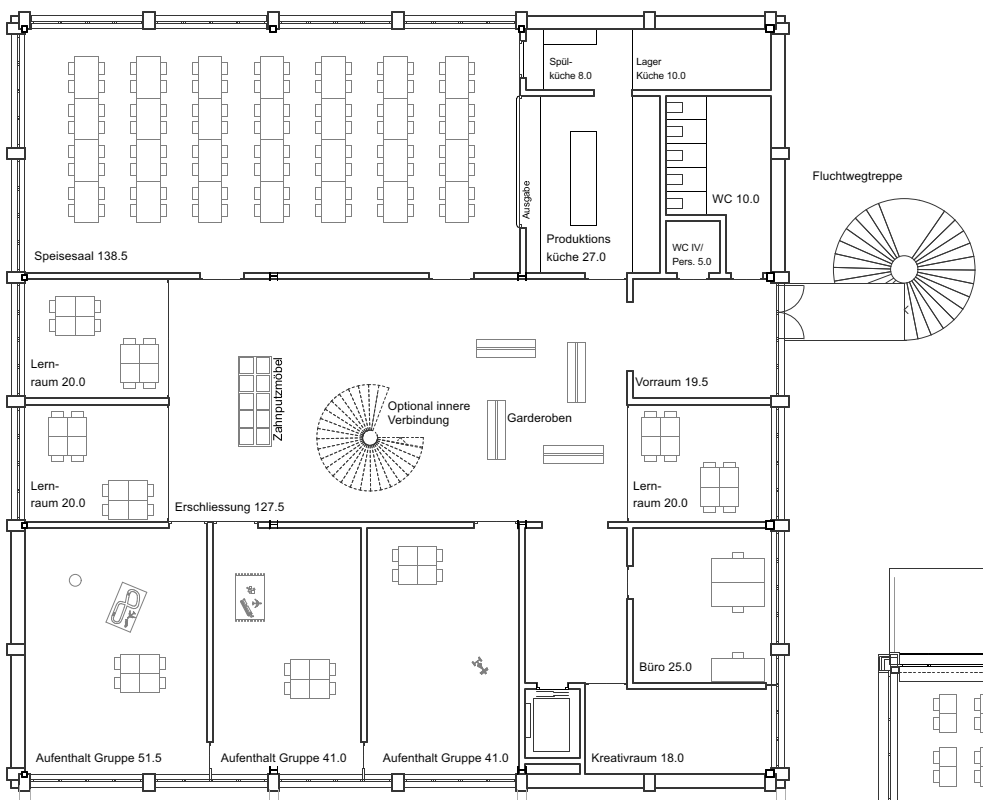 Spül-
küche 8.0
Lager
Küche 10.0
Fluchtwegtreppe
Ausgabe
WC 10.0
Produktions
küche 27.0
WC IV/
Pers. 5.0
Speisesaal 138.5
Lern-
raum 20.0
Zahnputzmöbel
Optional innere
Verbindung
Garderoben
Vorraum 19.5
Lern-
raum 20.0
Erschliessung 127.5
Lern-
raum 20.0
Büro 25.0
Aufenthalt Gruppe 51.5
Aufenthalt Gruppe 41.0
Aufenthalt Gruppe 41.0
Kreativraum 18.0